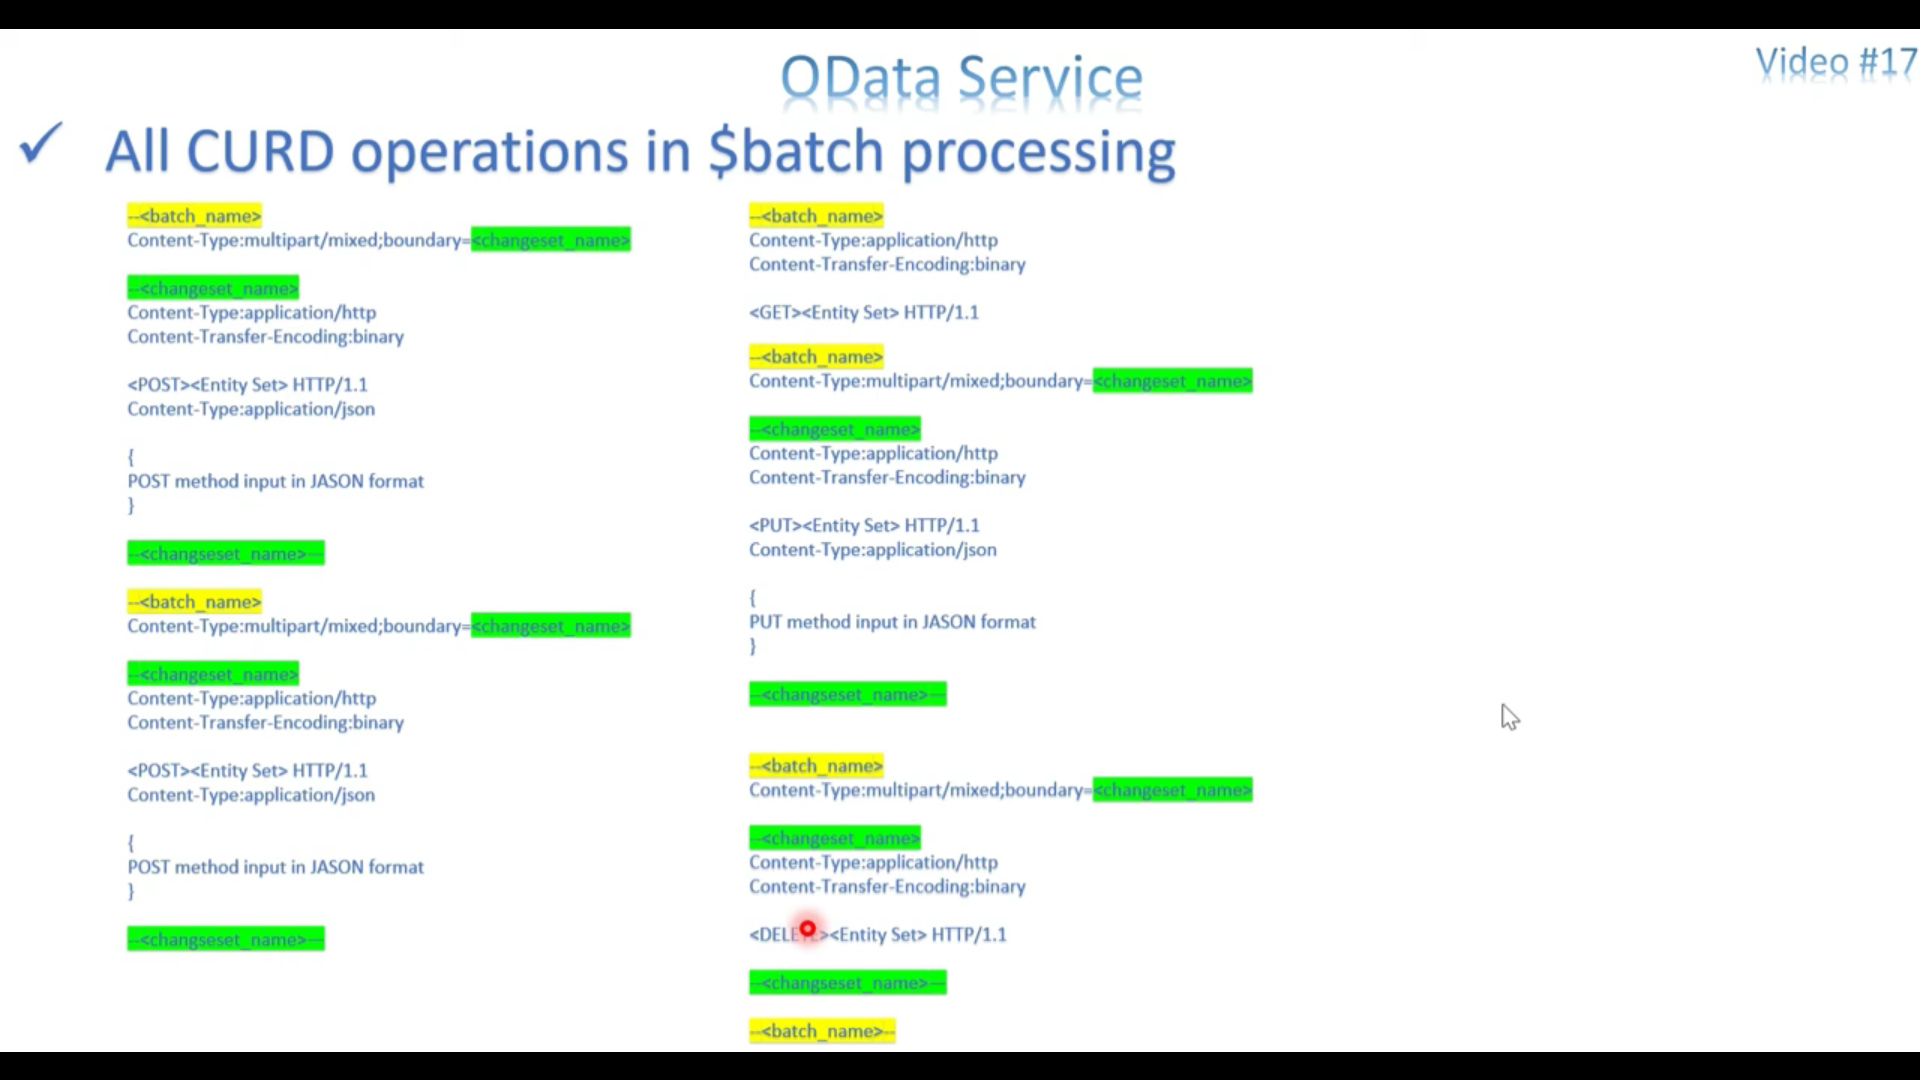 OData Service
Video #17
✓ All CURD operations in $batch processing
--<batch_name>
Content-Type:multipart/mixed;boundary=<changeset_name>
--<changeset_name>
Content-Type:application/http
Content-Transfer-Encoding:binary
<POST><Entity Set> HTTP/1.1
Content-Type:application/json
{
POST method input in JASON format
}
--<changseset_name>--
--<batch_name>
Content-Type:multipart/mixed;boundary=<changeset_name>
--<changeset_name>
Content-Type:application/http
Content-Transfer-Encoding:binary
<POST><Entity Set> HTTP/1.1
Content-Type:application/json
{
POST method input in JASON format
}
--<changseset_name>--
--<batch_name>
Content-Type:application/http
Content-Transfer-Encoding:binary
<GET><Entity Set> HTTP/1.1
--<batch_name>
Content-Type:multipart/mixed;boundary=<changeset_name>
--<changeset_name>
Content-Type:application/http
Content-Transfer-Encoding:binary
<PUT><Entity Set> HTTP/1.1
Content-Type:application/json
{
PUT method input in JASON format
}
--<changseset_name>--
--<batch_name>
Content-Type:multipart/mixed;boundary=<changeset_name>
--<changeset_name>
Content-Type:application/http
Content-Transfer-Encoding:binary
<DELETE><Entity Set> HTTP/1.1
--<changseset_name>--
--<batch_name>--